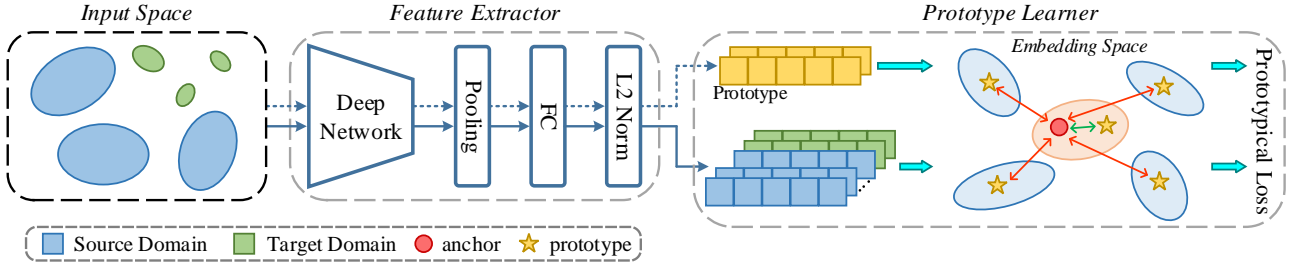 Input Space
Feature Extractor
Prototype Learner
Deep
Network
Pooling
FC
L2 Norm
Prototype
Embedding Space
Prototypical Loss
Source Domain
Target Domain
anchor
prototype